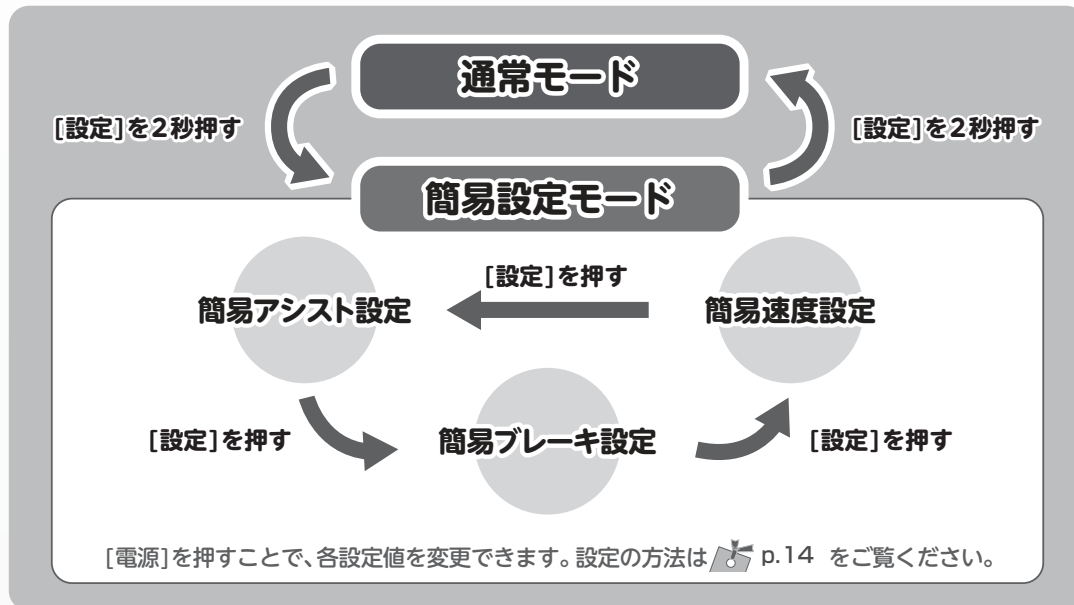 通常モード
[設定]を2秒押す
[設定]を2秒押す
簡易設定モード
[設定]を押す
簡易アシスト設定
簡易速度設定
[設定]を押す
簡易ブレーキ設定
[設定]を押す
[電源]を押すことで、各設定値を変更できます。設定の方法は p.14 をご覧ください。